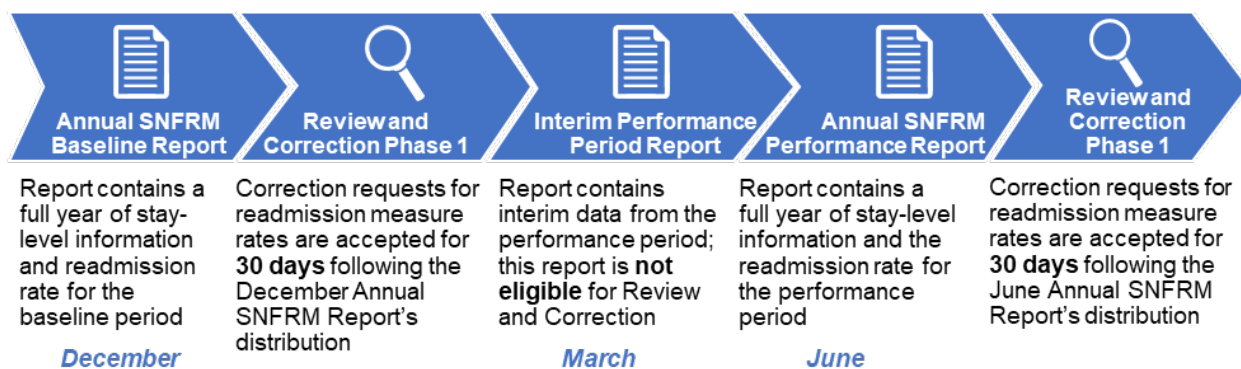 Annual SNFRM
Baseline Report
Review and
Correction Phase 1
Interim Performance
Period Report
Annual SNFRM
Performance Report
Review and
Correction
Phase 1
Report contains a
full year of stay-
level information
and readmission
rate for the
baseline period
December
Correction requests for
readmission measure
rates are accepted for
30 days following the
December Annual
SNFRM Report’s
distribution
Report contains
interim data from the
performance period;
this report is not
eligible for Review
and Correction
March
Report contains a
full year of stay-level
information and the
readmission rate for
the performance
period
June
Correction requests for
readmission measure
rates are accepted for
30 days following the
June Annual SNFRM
Report’s distribution